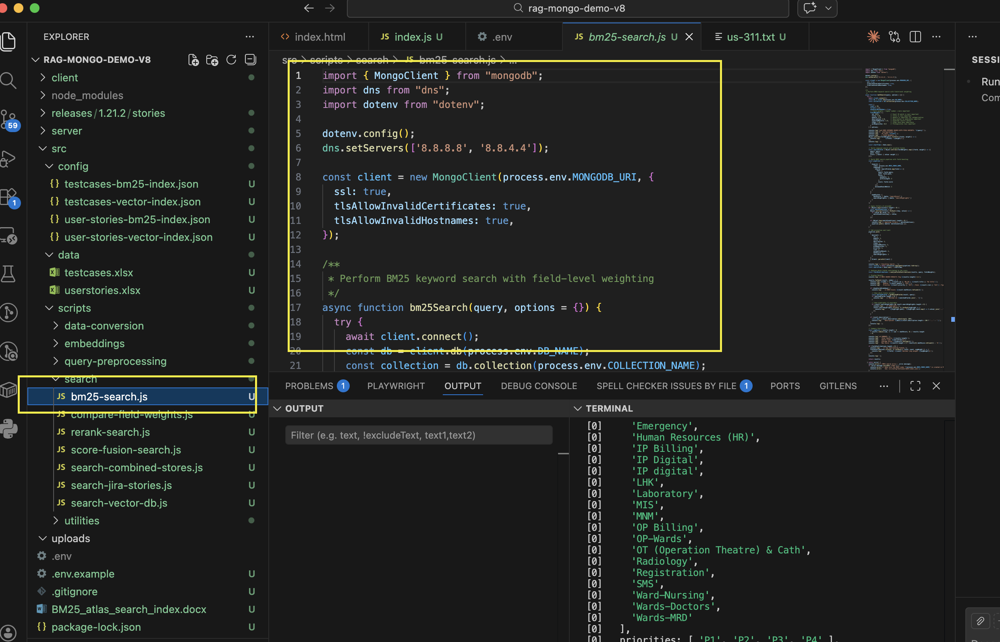 rag-mongo-demo-v8
EXPLORER
RAG-MONGO-DEMO-V8
client
node_modules
releases/1.21.2/stories
server
src
config
{} testcases-bm25-index.json U
{} testcases-vector-index.json U
{} user-stories-bm25-index.json U
{} user-stories-vector-index.json U
data
testcases.xlsx U
userstories.xlsx U
scripts
data-conversion
embeddings
query-preprocessing
search
JS bm25-search.js U
JS compare-field-weights.js U
JS rerank-search.js U
JS score-fusion-search.js U
JS search-combined-stores.js U
JS search-jira-stories.js U
JS search-vector-db.js U
utilities
uploads
.env
.env.example U
.gitignore U
BM25_atlas_search_index.docx U
{} package-lock.json U
59
1
index.html
JS index.js U
.env
JS bm25-search.js U
us-311.txt U
src > scripts > search > JS bm25-search.js > ...
1 import { MongoClient } from "mongodb";
2 import dns from "dns";
3 import dotenv from "dotenv";
4
5 dotenv.config();
6 dns.setServers(['8.8.8.8', '8.8.4.4']);
7
8 const client = new MongoClient(process.env.MONGODB_URI, {
9 ssl: true,
10 tlsAllowInvalidCertificates: true,
11 tlsAllowInvalidHostnames: true,
12 });
13
14 /**
15 * Perform BM25 keyword search with field-level weighting
16 */
17 async function bm25Search(query, options = {}) {
18 try {
19 await client.connect();
20 const db = client.db(process.env.DB_NAME);
21 const collection = db.collection(process.env.COLLECTION_NAME);
PROBLEMS 1 PLAYWRIGHT OUTPUT DEBUG CONSOLE SPELL CHECKER ISSUES BY FILE 1 PORTS GITLENS
OUTPUT
Filter (e.g. text, !excludeText, text1,text2)
TERMINAL
[0] 'Emergency',
[0] 'Human Resources (HR)',
[0] 'IP Billing',
[0] 'IP Digital',
[0] 'IP digital',
[0] 'LHK',
[0] 'Laboratory',
[0] 'MIS',
[0] 'MNM',
[0] 'OP Billing',
[0] 'OP-Wards',
[0] 'OT (Operation Theatre) & Cath',
[0] 'Radiology',
[0] 'Registration',
[0] 'SMS',
[0] 'Ward-Nursing',
[0] 'Wards-Doctors',
[0] 'Wards-MRD'
[0] ],
[0] priorities: [ 'P1', 'P2', 'P3', 'P4' ],
SESSI
Run
Com